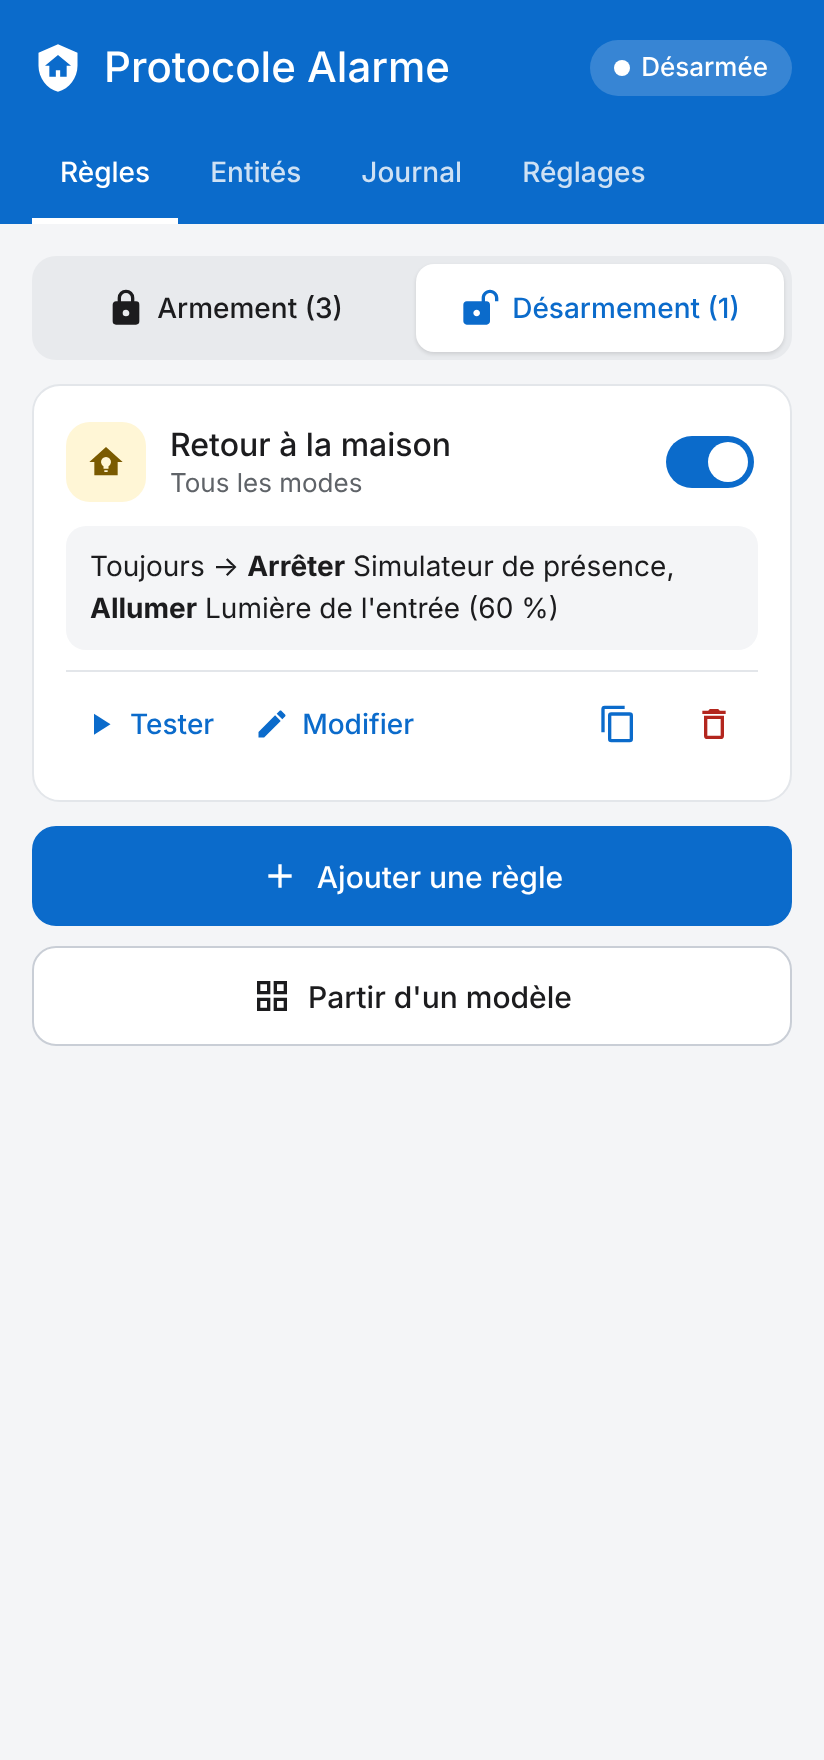 Protocole Alarme
Désarmée
Règles
Entités
Journal
Réglages
Armement (3)
Désarmement (1)
Retour à la maison
Tous les modes
Toujours → Arrêter Simulateur de présence,
Allumer Lumière de l'entrée (60 %)
Tester
Modifier
Ajouter une règle
Partir d'un modèle